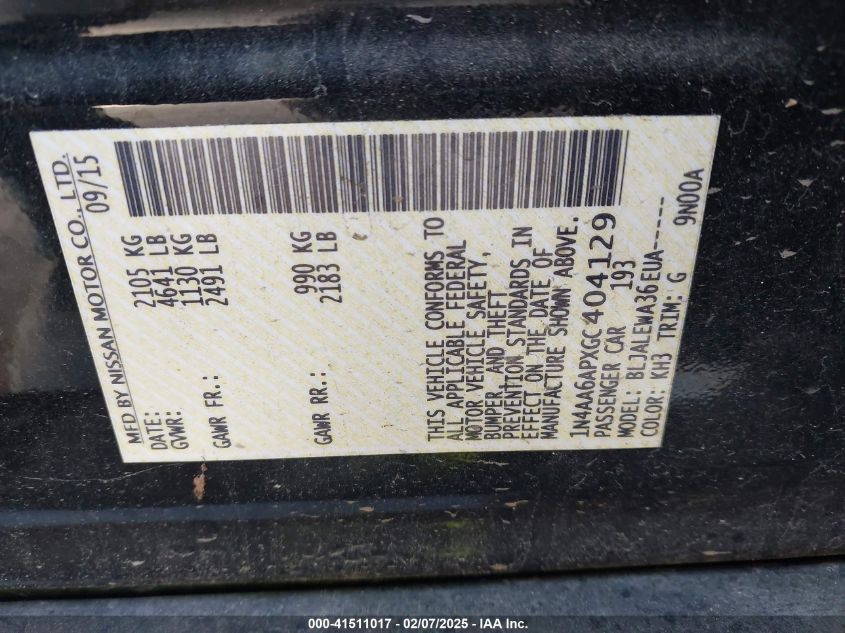 MFD BY NISSAN MOTOR CO., LTD.
DATE: 09/15
GVWR: 2105 KG
4641 LB
GAWR FR.: 1130 KG
2491 LB
GAWR RR.: 990 KG
2183 LB
THIS VEHICLE CONFORMS TO
ALL APPLICABLE FEDERAL
MOTOR VEHICLE SAFETY,
BUMPER, AND THEFT
PREVENTION STANDARDS IN
EFFECT ON THE DATE OF
MANUFACTURE SHOWN ABOVE.
1N4AA6APXGC404129
PASSENGER CAR 193
MODEL: BLJALEWA36EUA-----
COLOR: KH3 TRIM: G 9N00A
000-41511017 - 02/07/2025 - IAA Inc.